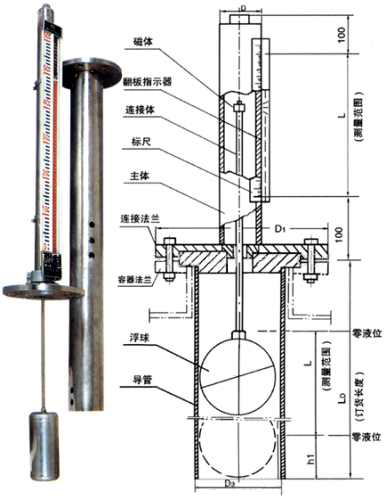 D
100
磁体
翻板指示器
连接体
L
(测量范围)
标尺
主体
D1
连接法兰
100
容器法兰
零液位
浮球
L
(测量范围)
导管
LD
(订货长度)
零液位
h1
D2